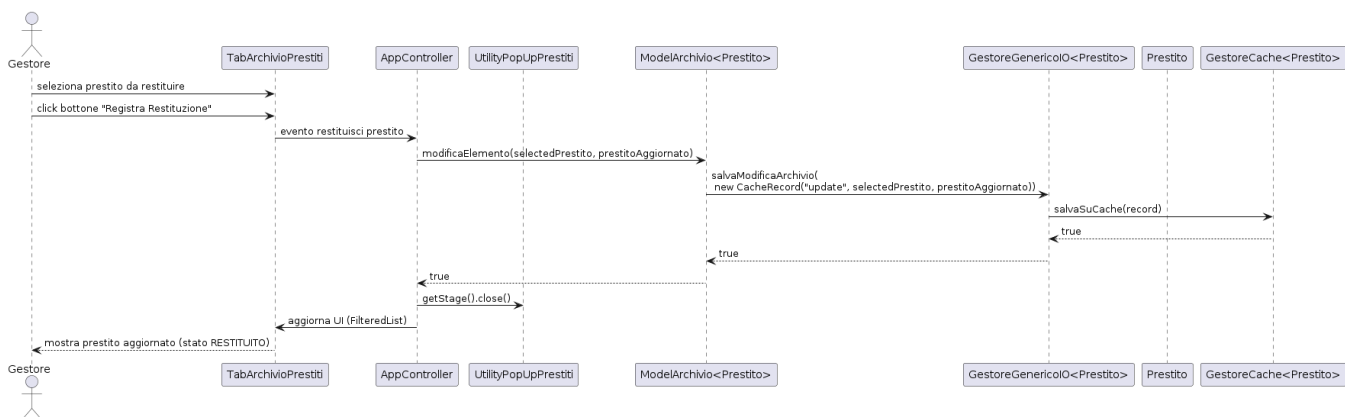 Gestore
TabArchivioPrestiti
AppController
UtilityPopUpPrestiti
ModelArchivio<Prestito>
GestoreGenericoIO<Prestito>
Prestito
GestoreCache<Prestito>
seleziona prestito da restituire
click bottone "Registra Restituzione"
evento restituisci prestito
modificaElemento(selectedPrestito, prestitoAggiornato)
salvaModificaArchivio(
new CacheRecord("update", selectedPrestito, prestitoAggiornato))
salvaSuCache(record)
true
true
true
getStage().close()
aggiorna UI (FilteredList)
mostra prestito aggiornato (stato RESTITUITO)
Gestore
TabArchivioPrestiti
AppController
UtilityPopUpPrestiti
ModelArchivio<Prestito>
GestoreGenericoIO<Prestito>
Prestito
GestoreCache<Prestito>